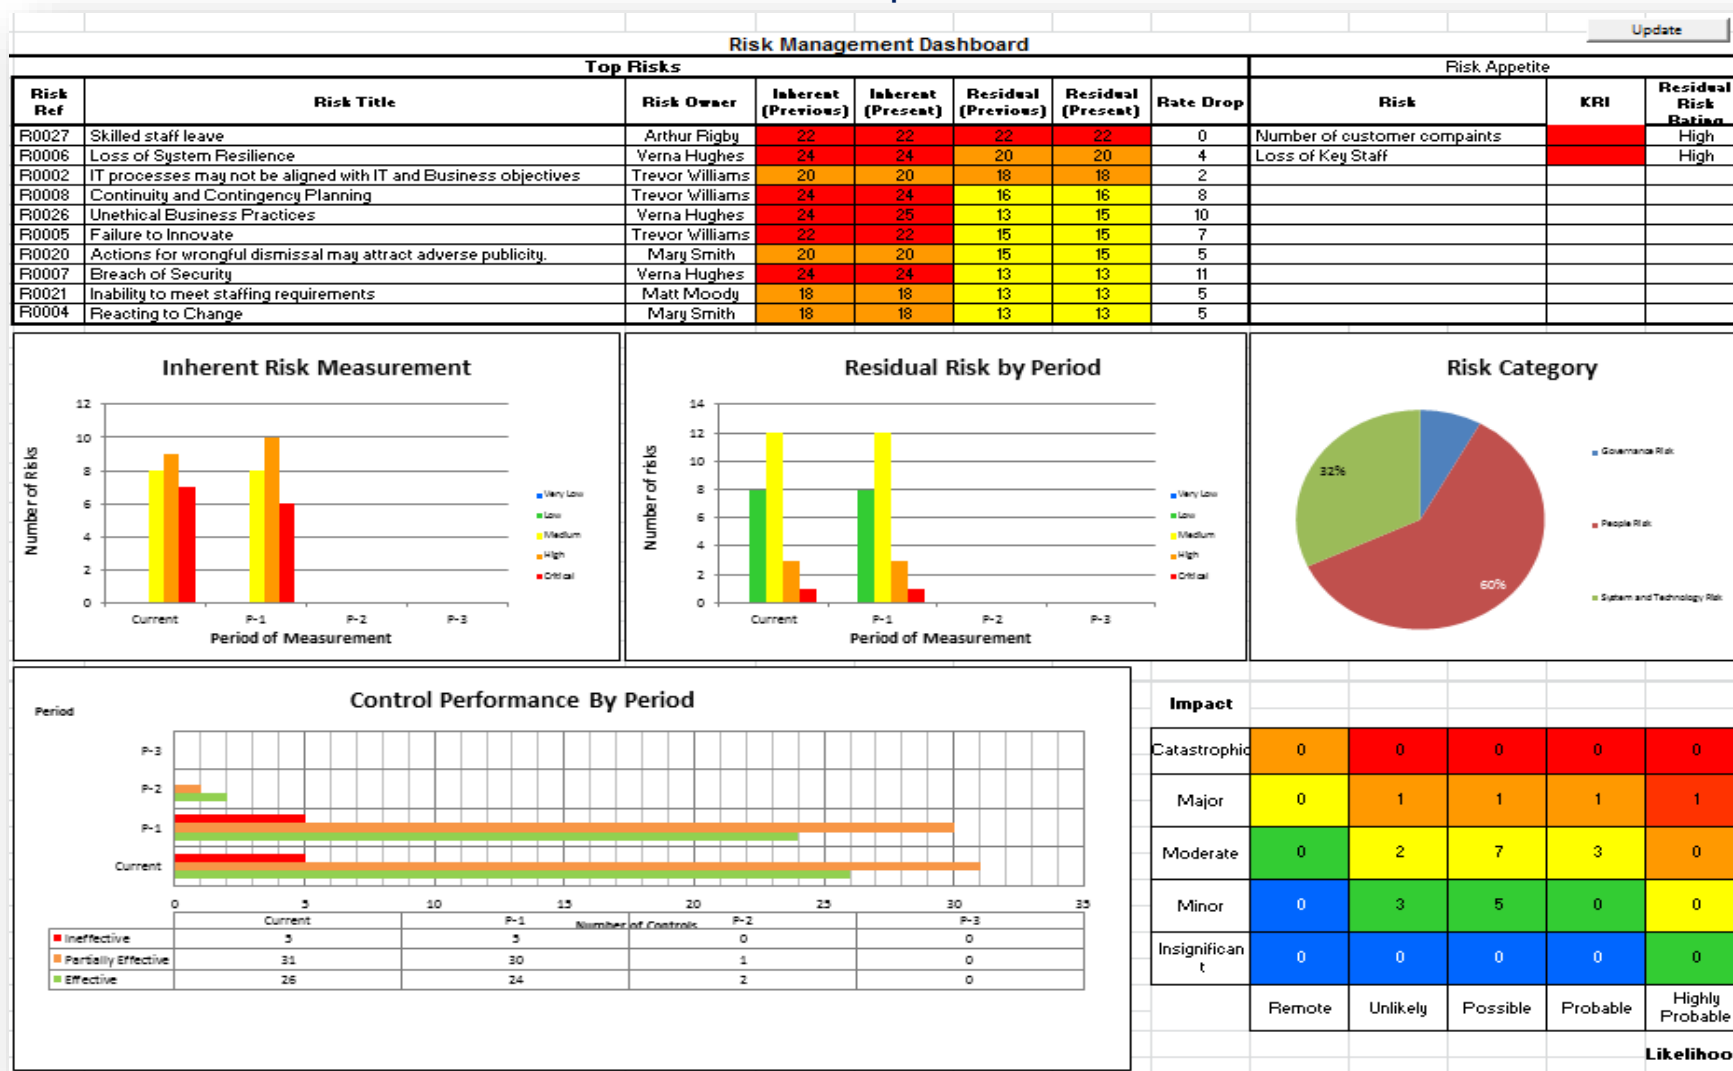 Update
Risk Management Dashboard
Top Risks Risk Appetite
Risk Ref Risk Title Risk Owner Inherent (Previous) Inherent (Present) Residual (Previous) Residual (Present) Rate Drop Risk KRI Residual Risk Rating
R0027 Skilled staff leave Arthur Rigby 22 22 22 22 0 Number of customer compaints High
R0006 Loss of System Resilience Verna Hughes 24 24 20 20 4 Loss of Key Staff High
R0002 IT processes may not be aligned with IT and Business objectives Trevor Williams 20 20 18 18 2
R0008 Continuity and Contingency Planning Trevor Williams 24 24 16 16 8
R0026 Unethical Business Practices Verna Hughes 24 25 13 15 10
R0005 Failure to Innovate Trevor Williams 22 22 15 15 7
R0020 Actions for wrongful dismissal may attract adverse publicity. Mary Smith 20 20 15 15 5
R0007 Breach of Security Verna Hughes 24 24 13 13 11
R0021 Inability to meet staffing requirements Matt Moody 18 18 13 13 5
R0004 Reacting to Change Mary Smith 18 18 13 13 5
Inherent Risk Measurement
Number of Risks
12
10
8
6
4
2
0
Current P-1 P-2 P-3
Period of Measurement
Very Low
Low
Medium
High
Critical
Residual Risk by Period
Number of risks
14
12
10
8
6
4
2
0
Current P-1 P-2 P-3
Period of Measurement
Very Low
Low
Medium
High
Critical
Risk Category
32%
60%
Governance Risk
People Risk
System and Technology Risk
Control Performance By Period
Period
P-3
P-2
P-1
Current
0 5 10 15 20 25 30 35
Number of Controls
Current P-1 P-2 P-3
Ineffective 5 5 0 0
Partially Effective 31 30 1 0
Effective 26 24 2 0
Impact
Catastrophic 0 0 0 0 0
Major 0 1 1 1 1
Moderate 0 2 7 3 0
Minor 0 3 5 0 0
Insignificant 0 0 0 0 0
Remote Unlikely Possible Probable Highly Probable
Likelihoo